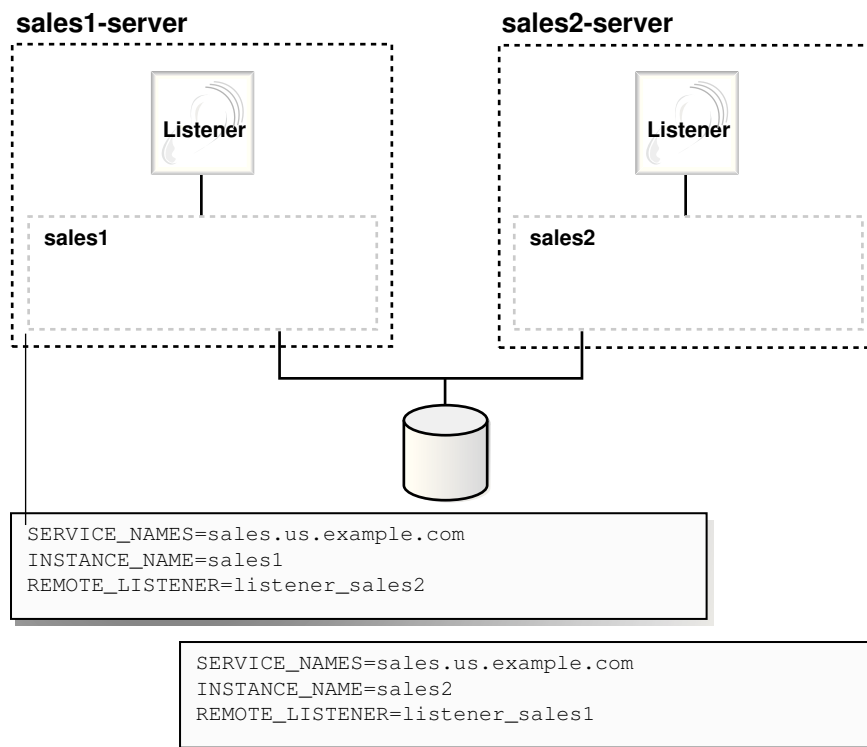 sales1-server
sales2-server
Listener
Listener
sales1
sales2
SERVICE_NAMES=sales.us.example.com
INSTANCE_NAME=sales1
REMOTE_LISTENER=listener_sales2
SERVICE_NAMES=sales.us.example.com
INSTANCE_NAME=sales2
REMOTE_LISTENER=listener_sales1